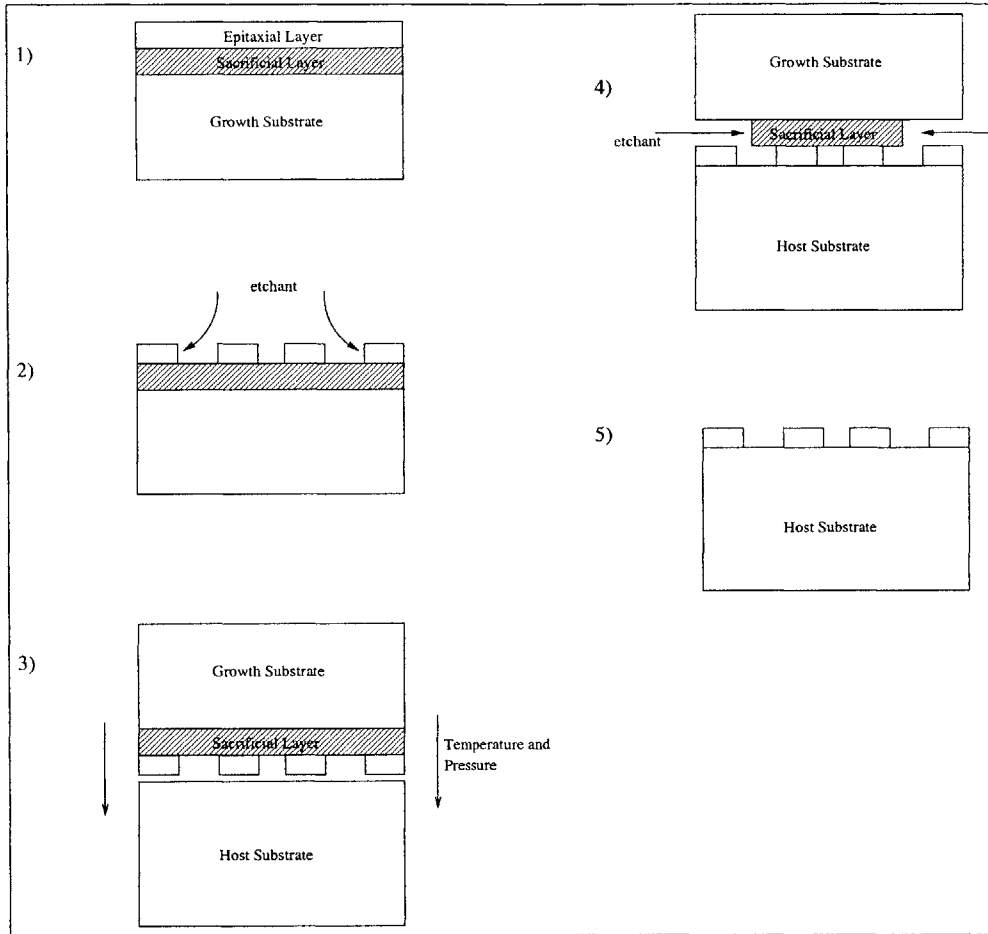 1)
Epitaxial Layer
Sacrificial Layer
Growth Substrate
2)
etchant
3)
Growth Substrate
Sacrificial Layer
Temperature and
Pressure
Host Substrate
4)
Growth Substrate
etchant
Sacrificial Layer
Host Substrate
5)
Host Substrate